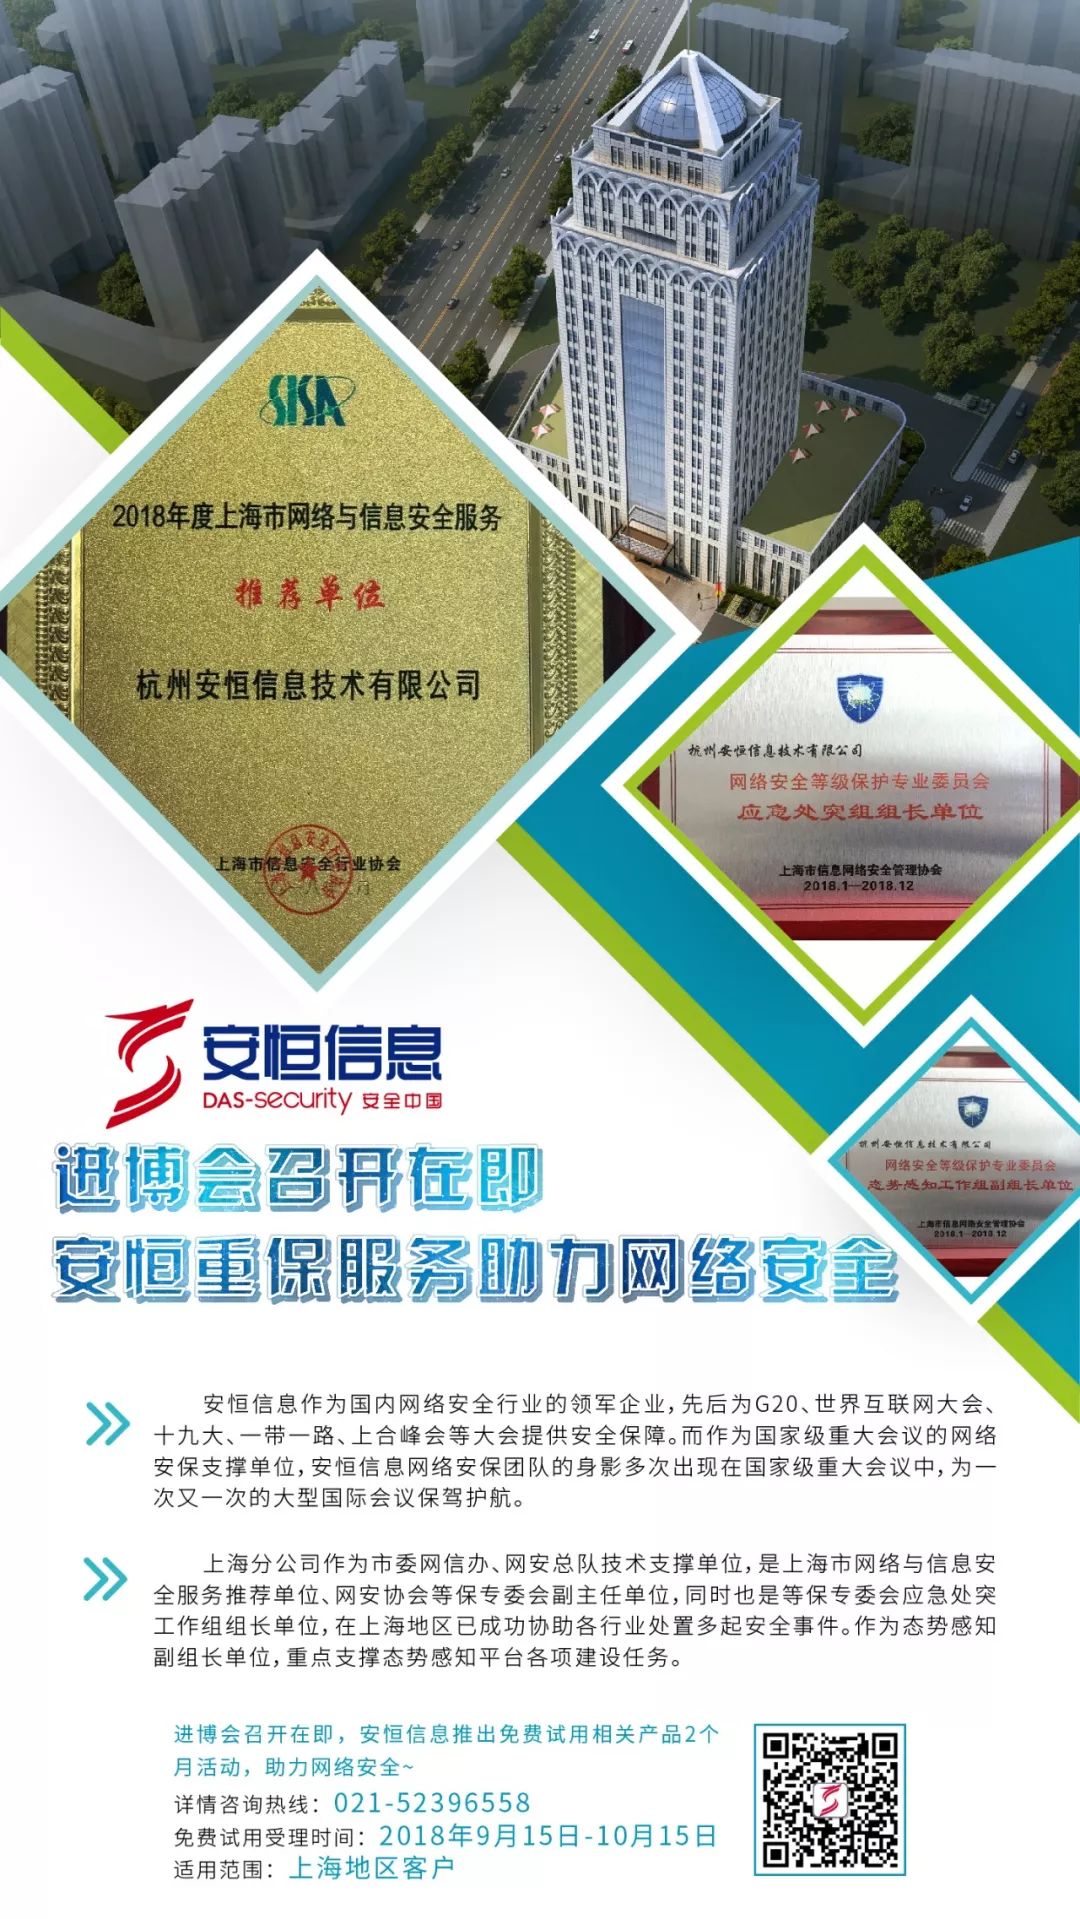 SISA
2018年度上海市网络与信息安全服务
推荐单位
杭州安恒信息技术有限公司
上海市信息安全行业协会
杭州安恒信息技术有限公司
网络安全等级保护专业委员会
应急处突组组长单位
上海市信息网络安全管理协会
2018.1—2018.12
杭州安恒信息技术有限公司
网络安全等级保护专业委员会
态势感知工作组副组长单位
上海市信息网络安全管理协会
2018.1—2018.12
安恒信息
DAS-security 安全中国
进博会召开在即
安恒重保服务助力网络安全
安恒信息作为国内网络安全行业的领军企业,先后为G20、世界互联网大会、
十九大、一带一路、上合峰会等大会提供安全保障。而作为国家级重大会议的网络
安保支撑单位,安恒信息网络安保团队的身影多次出现在国家级重大会议中,为一
次又一次的大型国际会议保驾护航。
上海分公司作为市委网信办、网安总队技术支撑单位,是上海市网络与信息安
全服务推荐单位、网安协会等保专委会副主任单位,同时也是等保专委会应急处突
工作组组长单位,在上海地区已成功协助各行业处置多起安全事件。作为态势感知
副组长单位,重点支撑态势感知平台各项建设任务。
进博会召开在即，安恒信息推出免费试用相关产品2个
月活动，助力网络安全~
详情咨询热线：021-52396558
免费试用受理时间：2018年9月15日-10月15日
适用范围：上海地区客户